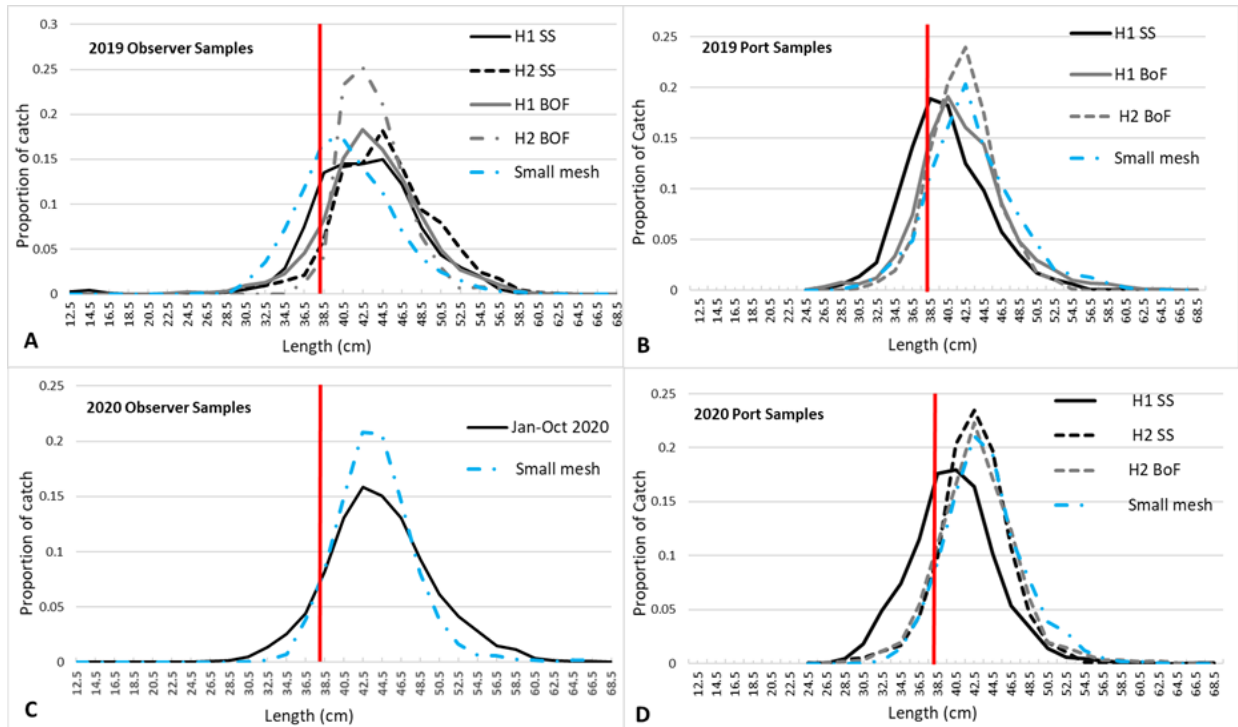 2019 Observer Samples
H1 SS
H2 SS
H1 BOF
H2 BOF
Small mesh
Proportion of catch
0.3
0.25
0.2
0.15
0.1
0.05
0
12.5 14.5 16.5 18.5 20.5 22.5 24.5 26.5 28.5 30.5 32.5 34.5 36.5 38.5 40.5 42.5 44.5 46.5 48.5 50.5 52.5 54.5 56.5 58.5 60.5 62.5 64.5 66.5 68.5
Length (cm)
A
2019 Port Samples
H1 SS
H1 BoF
H2 BoF
Small mesh
Proportion of Catch
0.25
0.2
0.15
0.1
0.05
0
12.5 14.5 16.5 18.5 20.5 22.5 24.5 26.5 28.5 30.5 32.5 34.5 36.5 38.5 40.5 42.5 44.5 46.5 48.5 50.5 52.5 54.5 56.5 58.5 60.5 62.5 64.5 66.5 68.5
Length (cm)
B
2020 Observer Samples
Jan-Oct 2020
Small mesh
Proportion of catch
0.25
0.2
0.15
0.1
0.05
0
12.5 14.5 16.5 18.5 20.5 22.5 24.5 26.5 28.5 30.5 32.5 34.5 36.5 38.5 40.5 42.5 44.5 46.5 48.5 50.5 52.5 54.5 56.5 58.5 60.5 62.5 64.5 66.5 68.5
Length (cm)
C
2020 Port Samples
H1 SS
H2 SS
H2 BoF
Small mesh
Proportion of Catch
0.25
0.2
0.15
0.1
0.05
0
12.5 14.5 16.5 18.5 20.5 22.5 24.5 26.5 28.5 30.5 32.5 34.5 36.5 38.5 40.5 42.5 44.5 46.5 48.5 50.5 52.5 54.5 56.5 58.5 60.5 62.5 64.5 66.5 68.5
Length (cm)
D